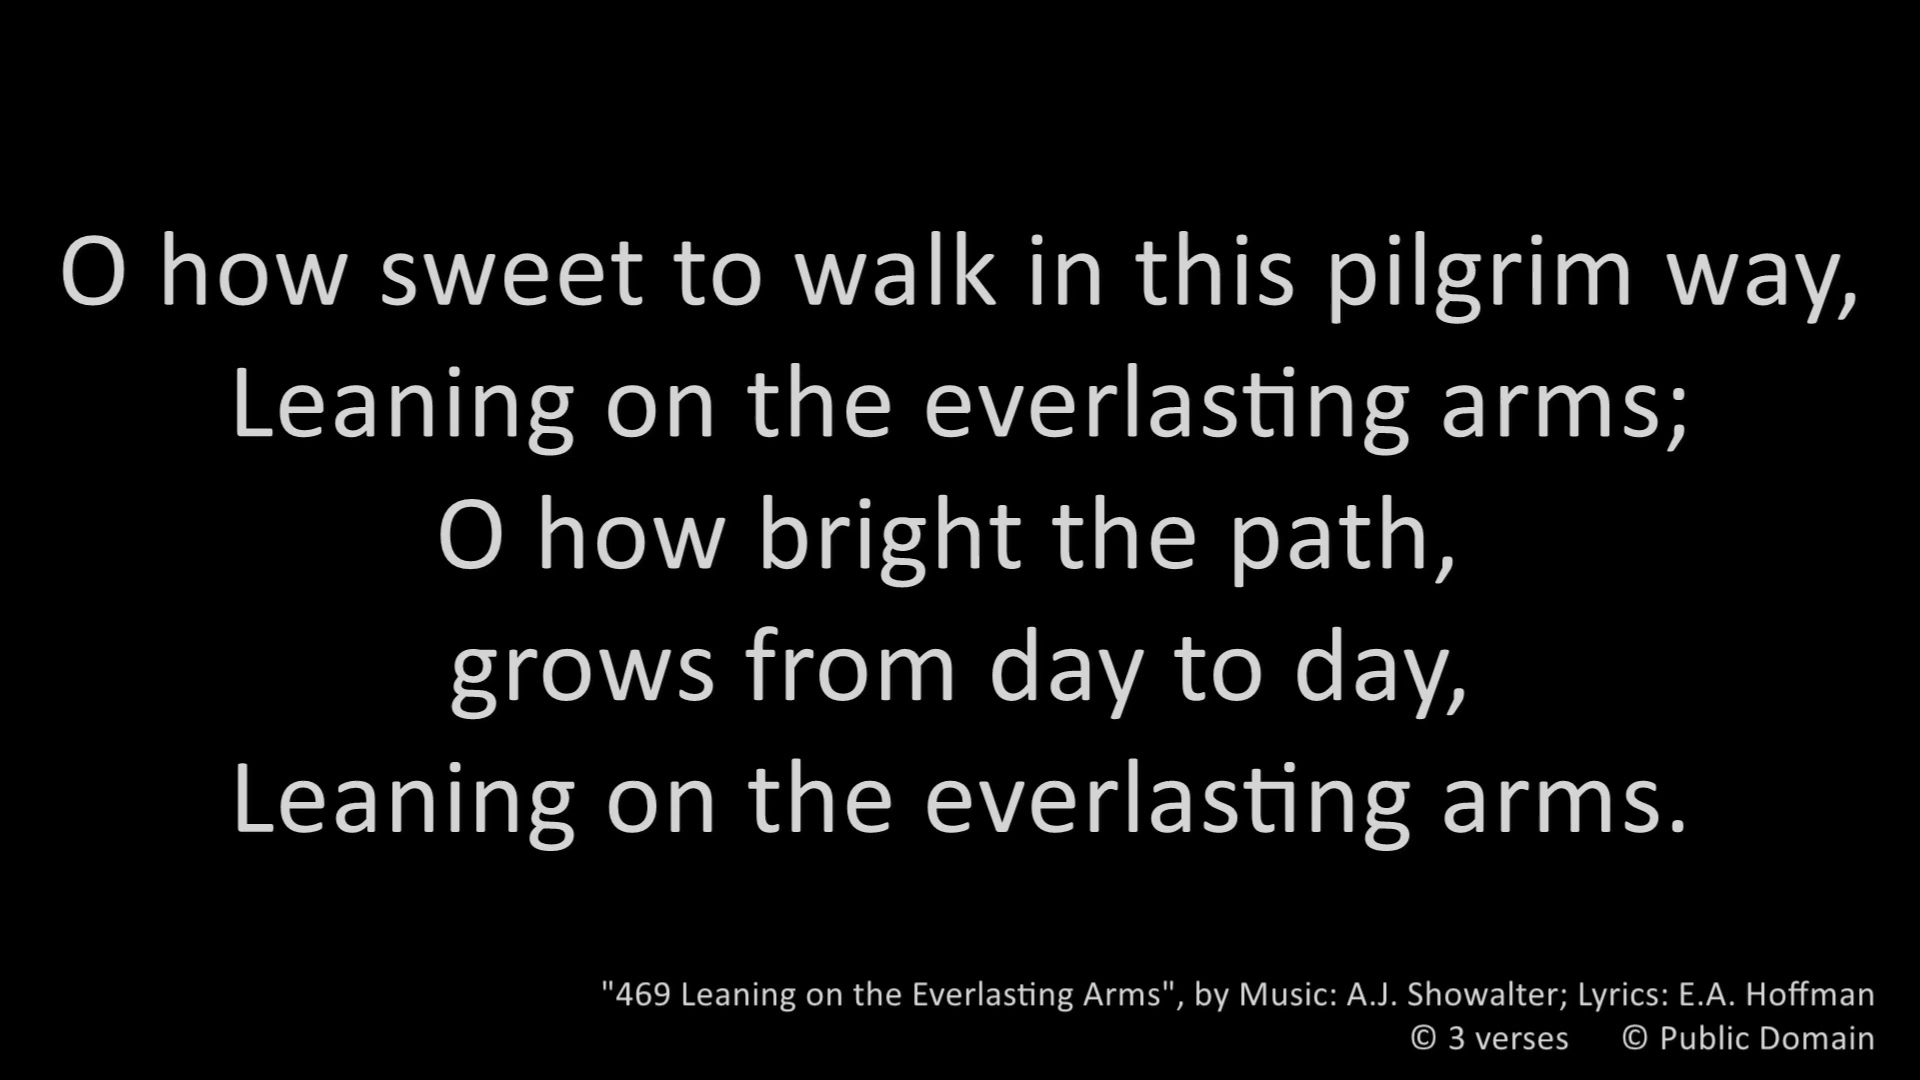 O how sweet to walk in this pilgrim way,
Leaning on the everlasting arms;
O how bright the path,
grows from day to day,
Leaning on the everlasting arms.
"469 Leaning on the Everlasting Arms", by Music: A.J. Showalter; Lyrics: E.A. Hoffman
© 3 verses © Public Domain